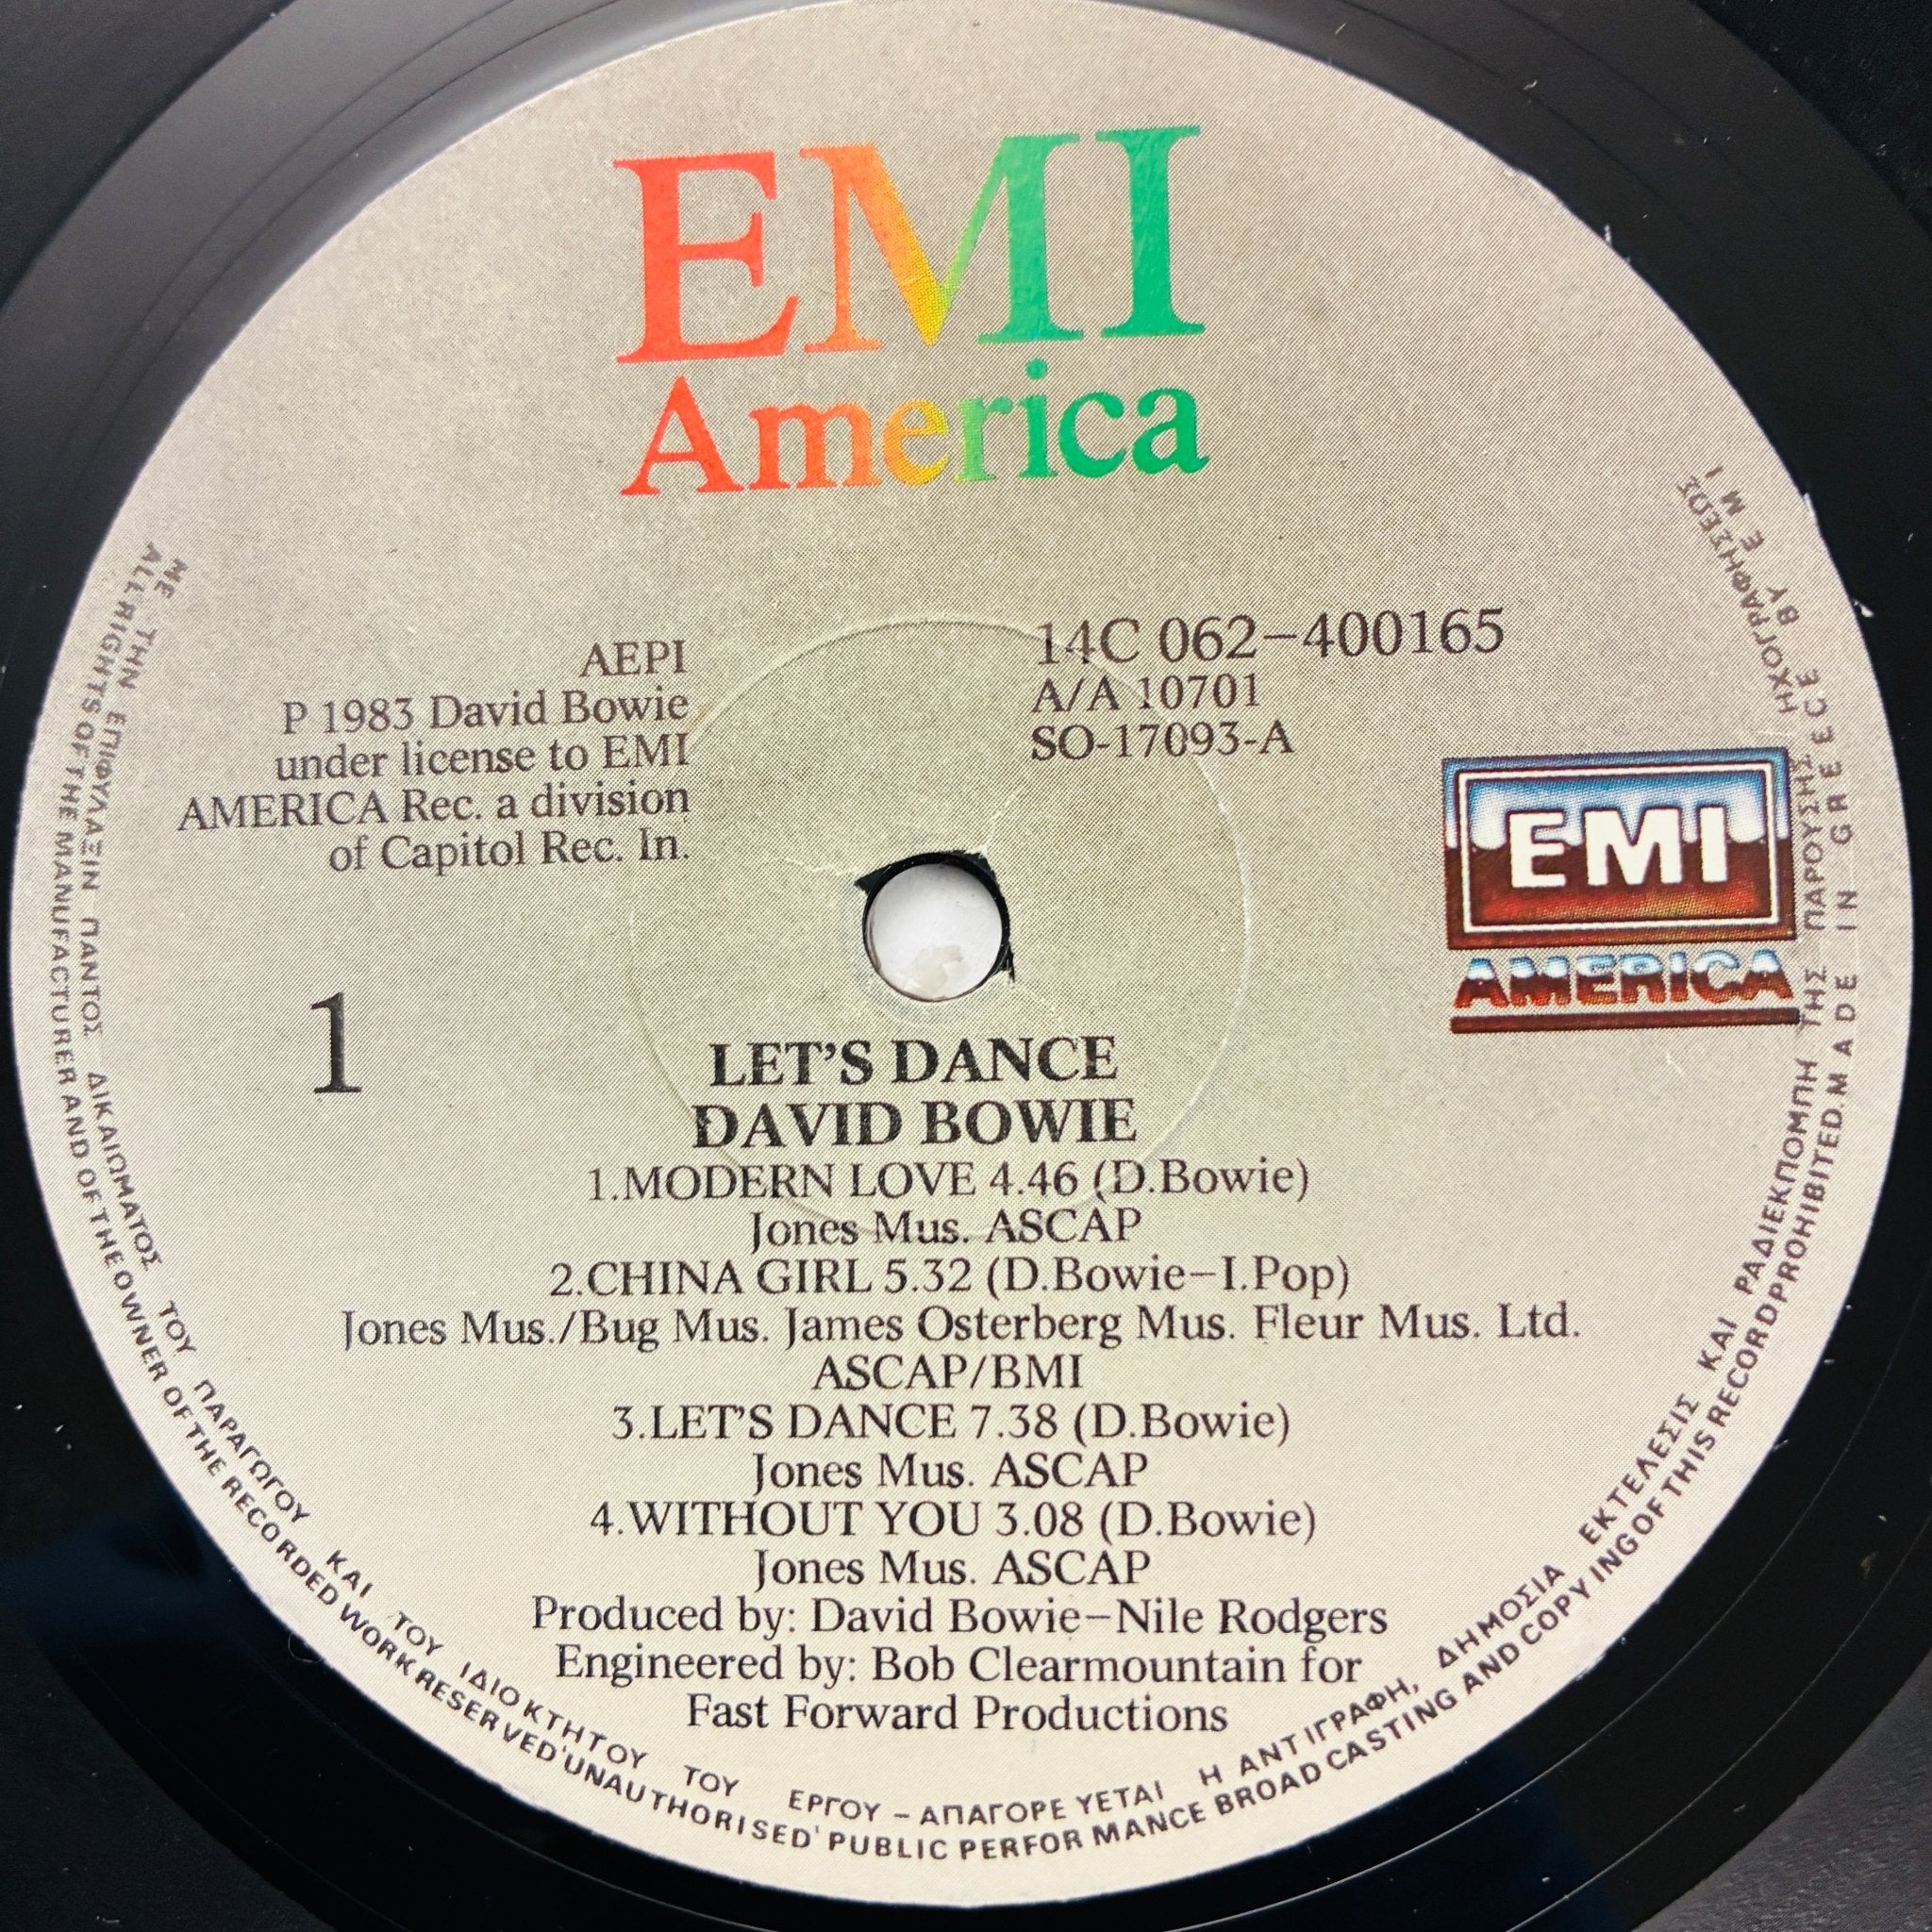 EMI
America
AEPI
P 1983 David Bowie
under license to EMI
AMERICA Rec. a division
of Capitol Rec. In.
14C 062-400165
A/A 10701
SO-17093-A
EMI
AMERICA
1
LET'S DANCE
DAVID BOWIE
1.MODERN LOVE 4.46 (D.Bowie)
Jones Mus. ASCAP
2.CHINA GIRL 5.32 (D.Bowie-I.Pop)
Jones Mus./Bug Mus. James Osterberg Mus. Fleur Mus. Ltd.
ASCAP/BMI
3.LET'S DANCE 7.38 (D.Bowie)
Jones Mus. ASCAP
4.WITHOUT YOU 3.08 (D.Bowie)
Jones Mus. ASCAP
Produced by: David Bowie-Nile Rodgers
Engineered by: Bob Clearmountain for
Fast Forward Productions
ΜΕ ΤΗΝ ΕΠΙΦΥΛΑΞΙΝ ΠΑΝΤΟΣ ΔΙΚΑΙΩΜΑΤΟΣ ΤΟΥ ΠΑΡΑΓΩΓΟΥ ΚΑΙ ΤΟΥ ΙΔΙΟΚΤΗΤΟΥ ΤΟΥ ΕΡΓΟΥ - ΑΠΑΓΟΡΕΥΕΤΑΙ Η ΑΝΤΙΓΡΑΦΗ, ΔΗΜΟΣΙΑ ΕΚΤΕΛΕΣΙΣ ΚΑΙ ΡΑΔΙΕΚΠΟΜΠΗ ΤΗΣ ΠΑΡΟΥΣΗΣ ΗΧΟΓΡΑΦΗΣΕΩΣ
ALL RIGHTS OF THE MANUFACTURER AND OF THE OWNER OF THE RECORDED WORK RESERVED'UNAUTHORISED' PUBLIC PERFORMANCE BROADCASTING AND COPYING OF THIS RECORD PROHIBITED. MADE IN GREECE BY EMI